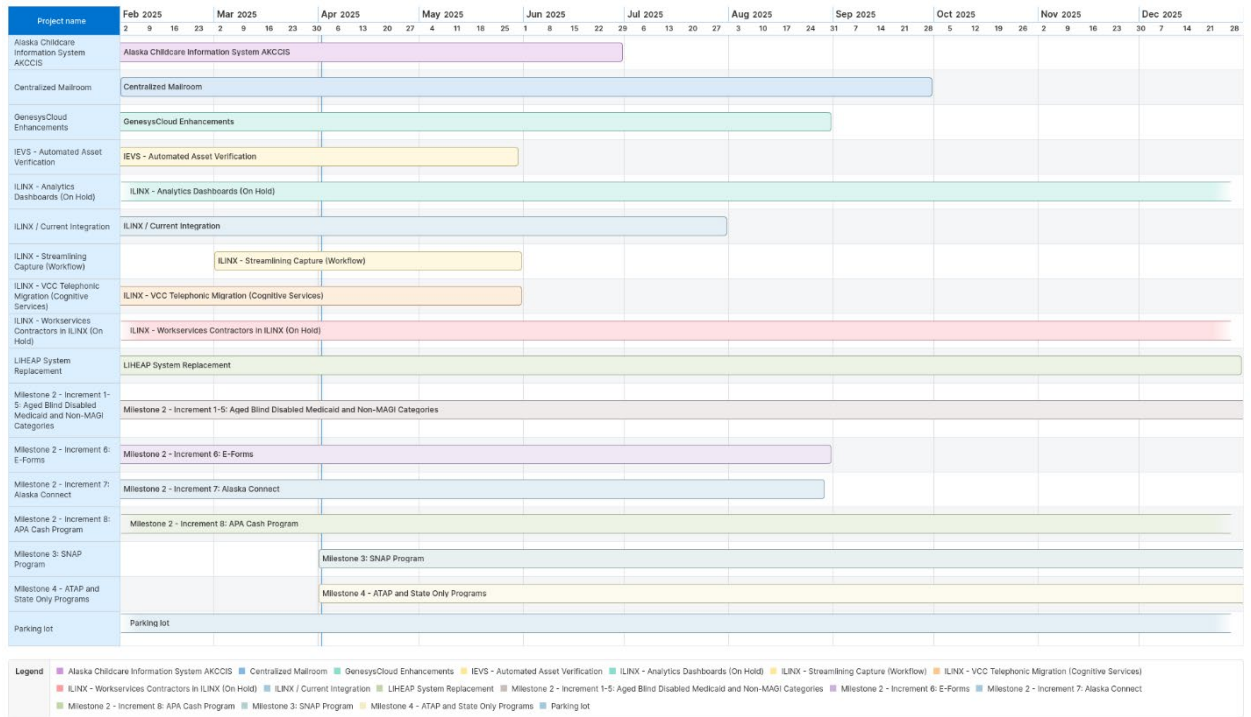 Project name
Feb 2025 Mar 2025 Apr 2025 May 2025 Jun 2025 Jul 2025 Aug 2025 Sep 2025 Oct 2025 Nov 2025 Dec 2025
2 9 16 23 2 9 16 23 30 6 13 20 27 4 11 18 25 1 8 15 22 29 6 13 20 27 3 10 17 24 31 7 14 21 28 5 12 19 26 2 9 16 23 30 7 14 21 28
Alaska Childcare
Information System
AKCCIS
Alaska Childcare Information System AKCCIS
Centralized Mailroom
Centralized Mailroom
GenesysCloud
Enhancements
GenesysCloud Enhancements
IEVS - Automated Asset
Verification
IEVS - Automated Asset Verification
ILINX - Analytics
Dashboards (On Hold)
ILINX - Analytics Dashboards (On Hold)
ILINX / Current Integration
ILINX / Current Integration
ILINX - Streamlining
Capture (Workflow)
ILINX - Streamlining Capture (Workflow)
ILINX - VCC Telephonic
Migration (Cognitive
Services)
ILINX - VCC Telephonic Migration (Cognitive Services)
ILINX - Workservices
Contractors in ILINX (On
Hold)
ILINX - Workservices Contractors in ILINX (On Hold)
LIHEAP System
Replacement
LIHEAP System Replacement
Milestone 2 - Increment 1-
5: Aged Blind Disabled
Medicaid and Non-MAGI
Categories
Milestone 2 - Increment 1-5: Aged Blind Disabled Medicaid and Non-MAGI Categories
Milestone 2 - Increment 6:
E-Forms
Milestone 2 - Increment 6: E-Forms
Milestone 2 - Increment 7:
Alaska Connect
Milestone 2 - Increment 7: Alaska Connect
Milestone 2 - Increment 8:
APA Cash Program
Milestone 2 - Increment 8: APA Cash Program
Milestone 3: SNAP
Program
Milestone 3: SNAP Program
Milestone 4 - ATAP and
State Only Programs
Milestone 4 - ATAP and State Only Programs
Parking lot
Parking lot
Legend Alaska Childcare Information System AKCCIS Centralized Mailroom GenesysCloud Enhancements IEVS - Automated Asset Verification ILINX - Analytics Dashboards (On Hold) ILINX - Streamlining Capture (Workflow) ILINX - VCC Telephonic Migration (Cognitive Services)
ILINX - Workservices Contractors in ILINX (On Hold) ILINX / Current Integration LIHEAP System Replacement Milestone 2 - Increment 1-5: Aged Blind Disabled Medicaid and Non-MAGI Categories Milestone 2 - Increment 6: E-Forms Milestone 2 - Increment 7: Alaska Connect
Milestone 2 - Increment 8: APA Cash Program Milestone 3: SNAP Program Milestone 4 - ATAP and State Only Programs Parking lot